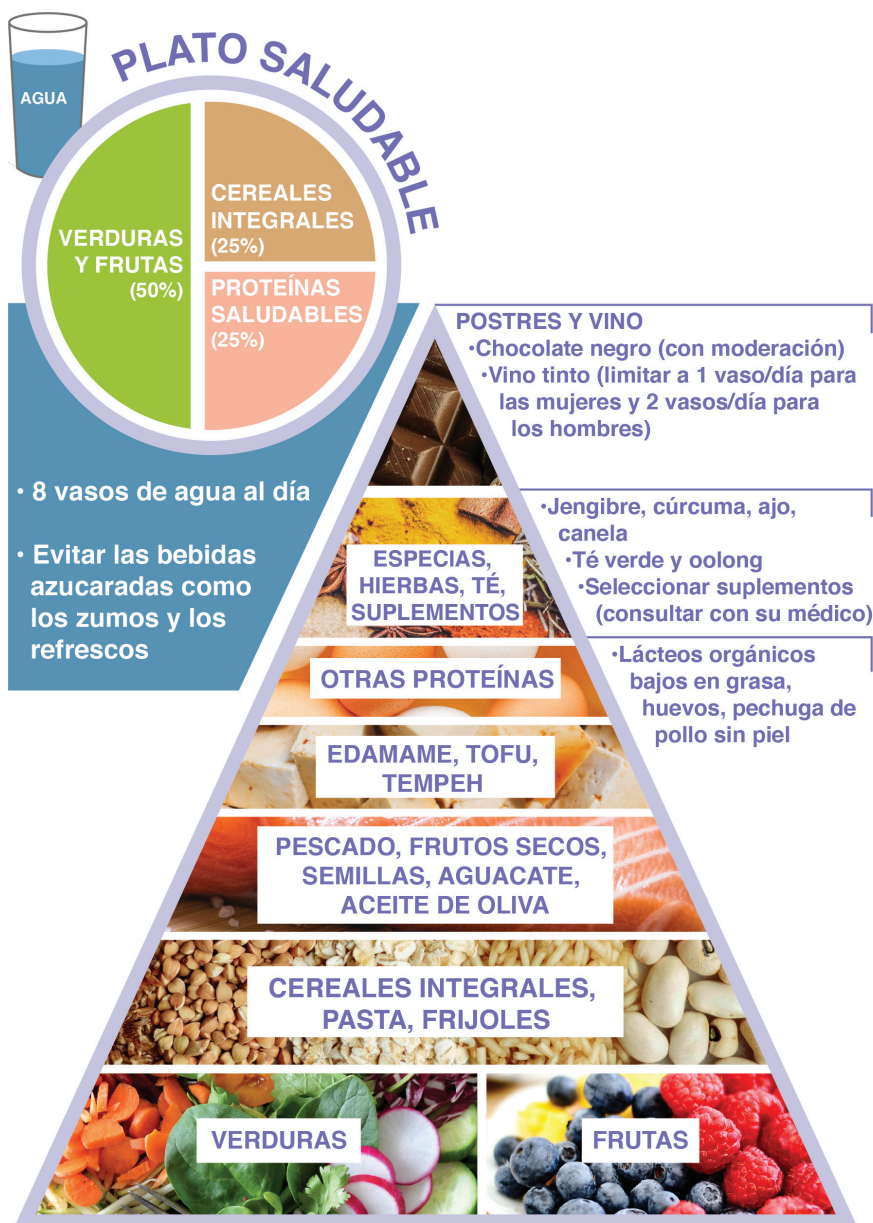 AGUA
PLATO SALUDABLE
VERDURAS
Y FRUTAS
(50%)
CEREALES
INTEGRALES
(25%)
PROTEÍNAS
SALUDABLES
(25%)
• 8 vasos de agua al día
• Evitar las bebidas
azucaradas como
los zumos y los
refrescos
POSTRES Y VINO
•Chocolate negro (con moderación)
•Vino tinto (limitar a 1 vaso/día para
las mujeres y 2 vasos/día para
los hombres)
ESPECIAS,
HIERBAS, TÉ,
SUPLEMENTOS
•Jengibre, cúrcuma, ajo,
canela
•Té verde y oolong
•Seleccionar suplementos
(consultar con su médico)
OTRAS PROTEÍNAS
•Lácteos orgánicos
bajos en grasa,
huevos, pechuga de
pollo sin piel
EDAMAME, TOFU,
TEMPEH
PESCADO, FRUTOS SECOS,
SEMILLAS, AGUACATE,
ACEITE DE OLIVA
CEREALES INTEGRALES,
PASTA, FRIJOLES
VERDURAS
FRUTAS